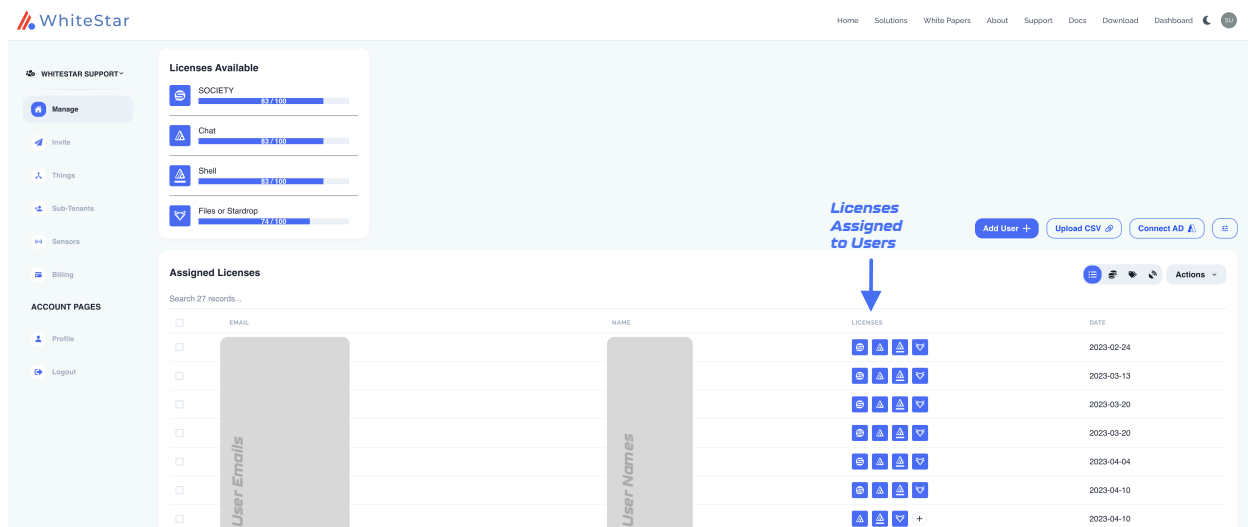 WhiteStar
Home Solutions White Papers About Support Docs Download Dashboard SU
WHITESTAR SUPPORT
Manage
Invite
Things
Sub-Tenants
Sensors
Billing
ACCOUNT PAGES
Profile
Logout
Licenses Available
SOCIETY
83 / 100
Chat
83 / 100
Shell
83 / 100
Files or Stardrop
74 / 100
Licenses
Assigned
to Users
Add User Upload CSV Connect AD
Assigned Licenses
Actions
Search 27 records...
EMAIL NAME LICENSES DATE
2023-02-24
2023-03-13
2023-03-20
2023-03-20
2023-04-04
2023-04-10
2023-04-10
User Emails
User Names